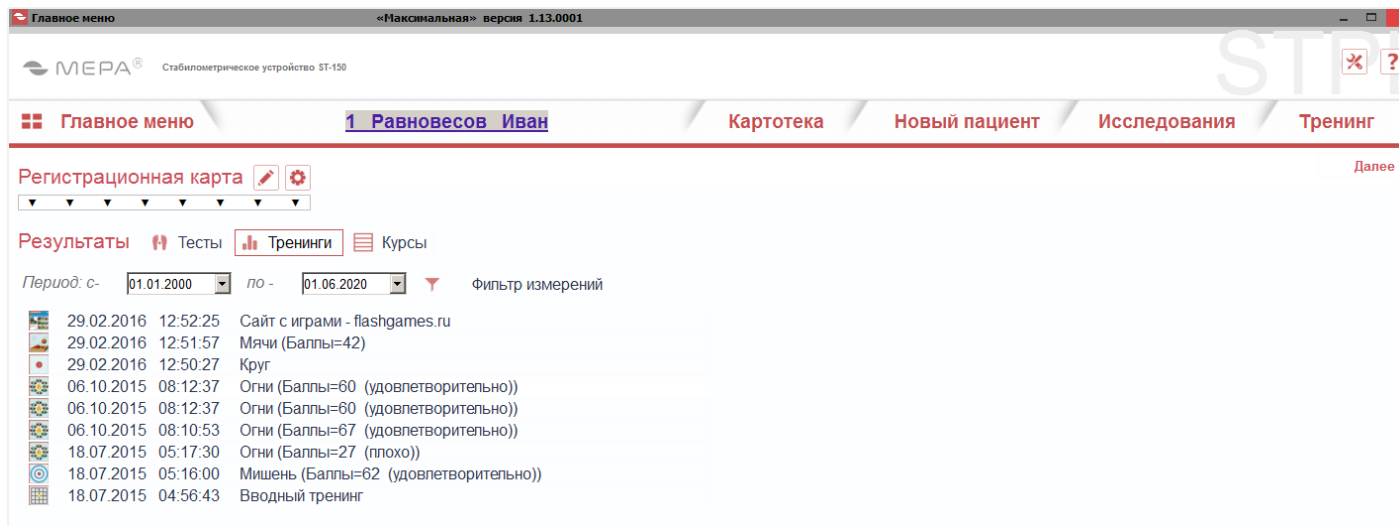 Главное меню «Максимальная» версия 1.13.0001
МЕРА® Стабилометрическое устройство ST-150
Главное меню 1 Равновесов Иван Картотека Новый пациент Исследования Тренинг
Далее
Регистрационная карта
Результаты Тесты Тренинги Курсы
Период: с- 01.01.2000 по - 01.06.2020 Фильтр измерений
29.02.2016 12:52:25 Сайт с играми - flashgames.ru
29.02.2016 12:51:57 Мячи (Баллы=42)
29.02.2016 12:50:27 Круг
06.10.2015 08:12:37 Огни (Баллы=60 (удовлетворительно))
06.10.2015 08:12:37 Огни (Баллы=60 (удовлетворительно))
06.10.2015 08:10:53 Огни (Баллы=67 (удовлетворительно))
18.07.2015 05:17:30 Огни (Баллы=27 (плохо))
18.07.2015 05:16:00 Мишень (Баллы=62 (удовлетворительно))
18.07.2015 04:56:43 Вводный тренинг